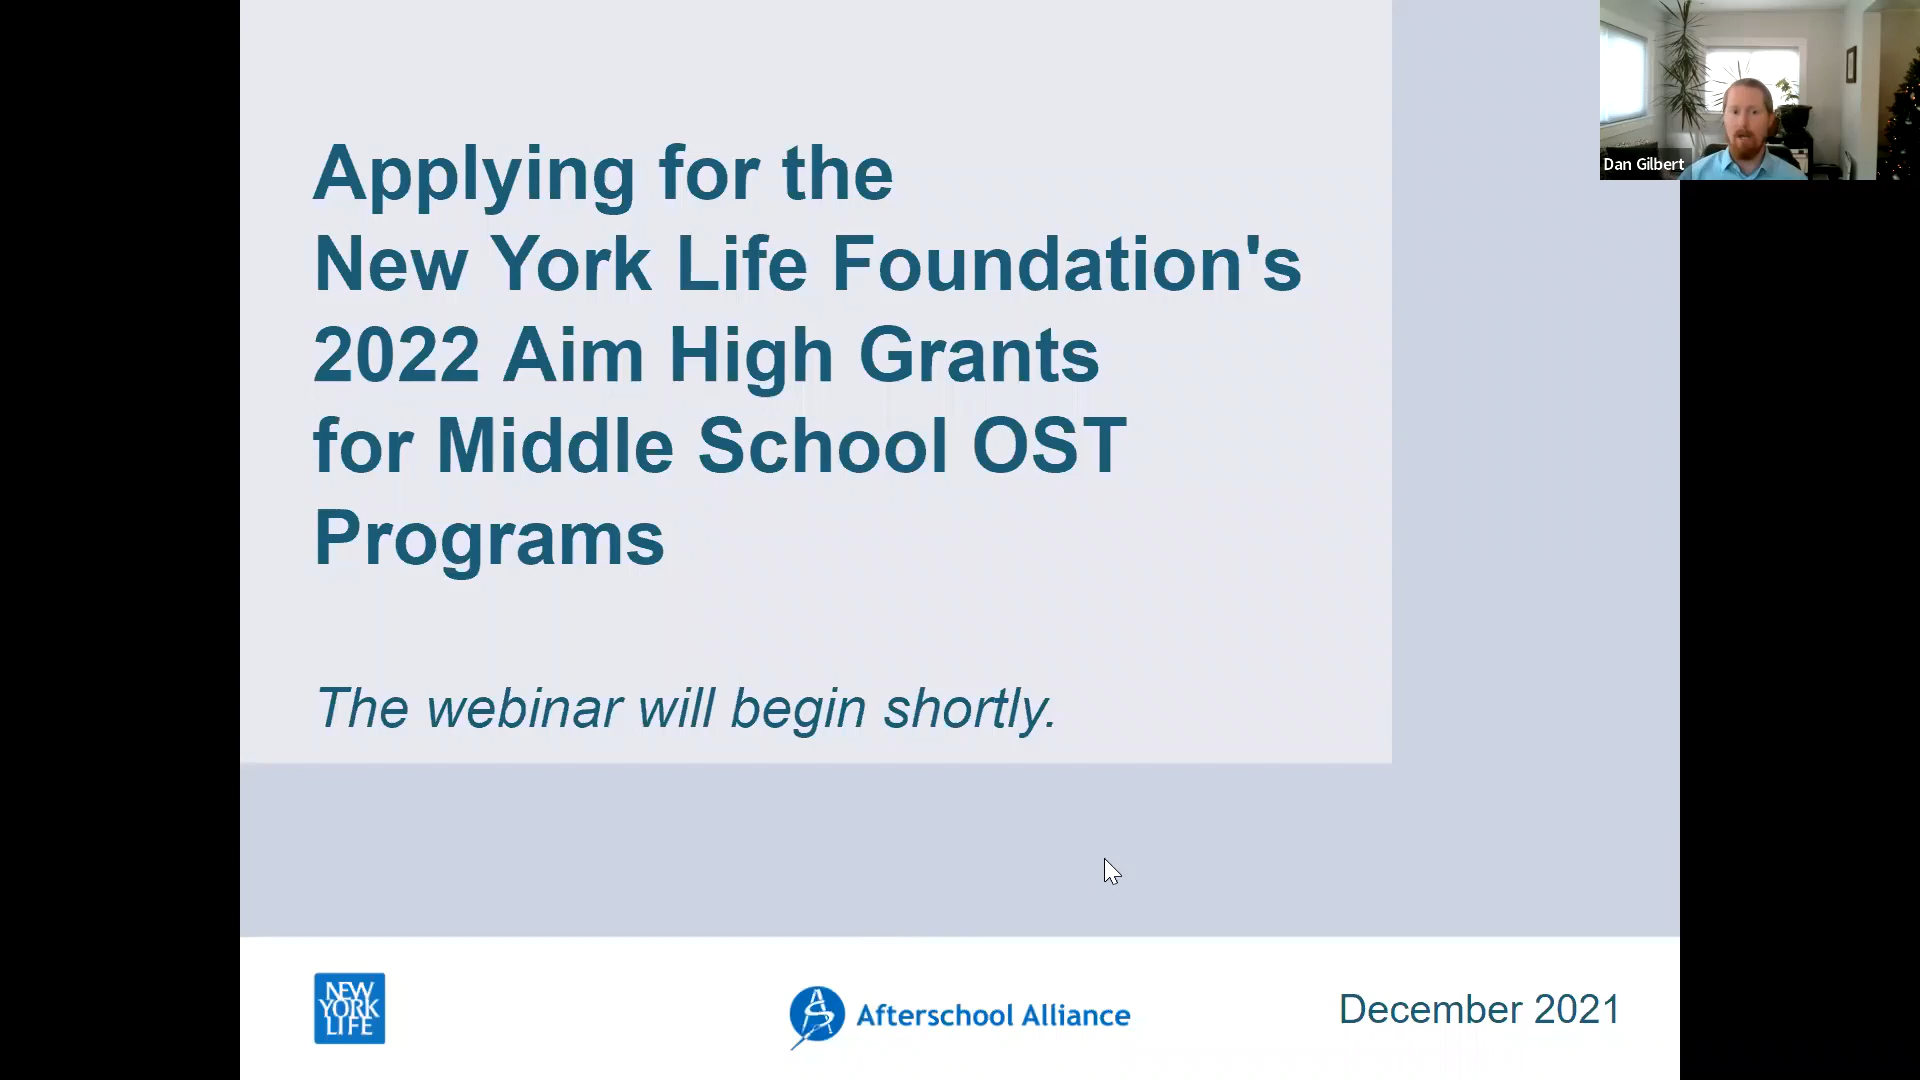 Applying for the
New York Life Foundation's
2022 Aim High Grants
for Middle School OST
Programs
The webinar will begin shortly.
Dan Gilbert
NEW
YORK
LIFE
Afterschool Alliance
December 2021